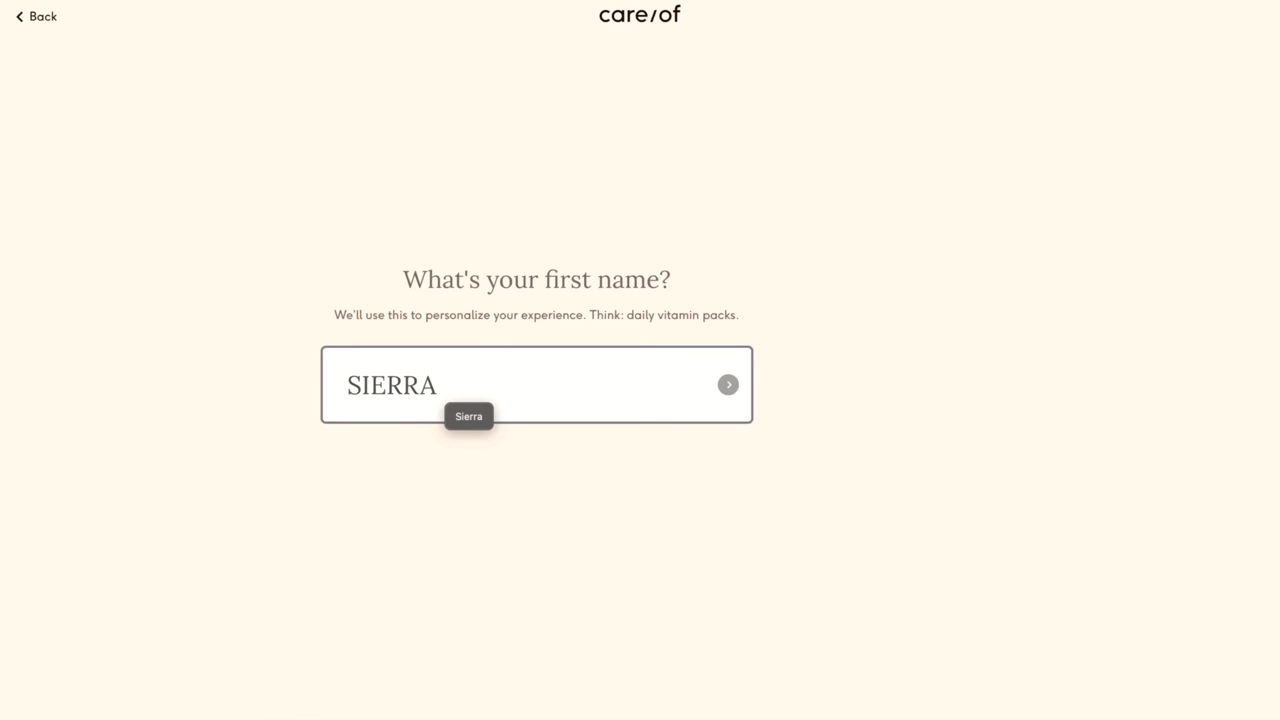 Back
care/of
What's your first name?
We'll use this to personalize your experience. Think: daily vitamin packs.
SIERRA
Sierra